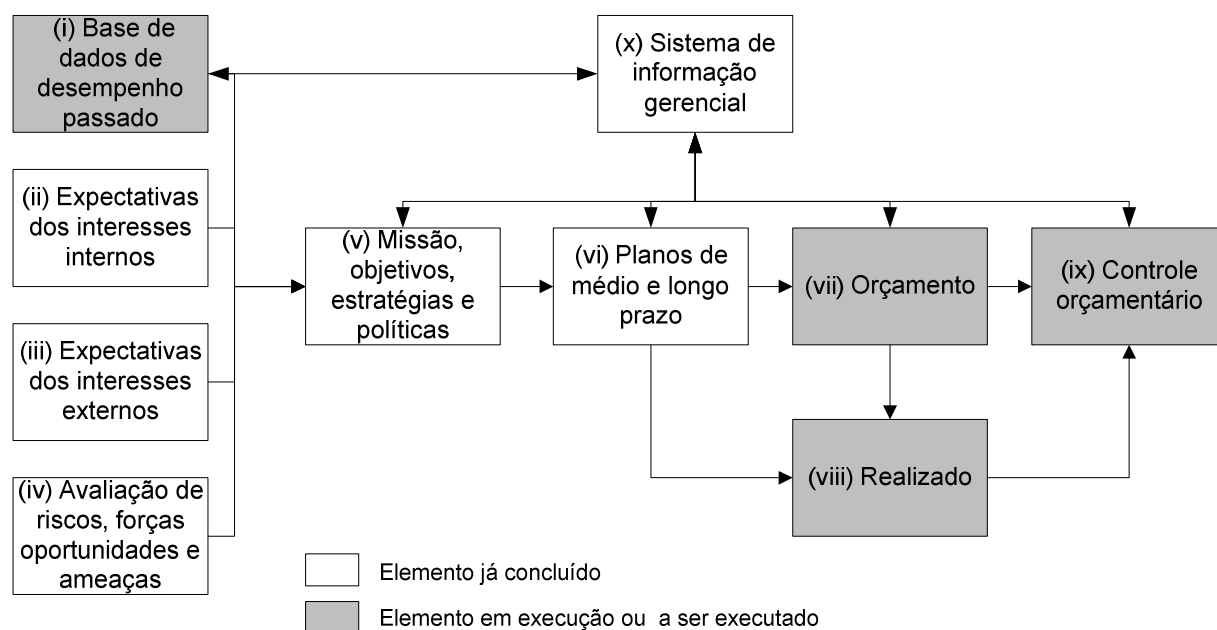 (i) Base de
dados de
desempenho
passado
(x) Sistema de
informação
gerencial
(ii) Expectativas
dos interesses
internos
(v) Missão,
objetivos,
estratégias e
políticas
(vi) Planos de
médio e longo
prazo
(vii) Orçamento
(ix) Controle
orçamentário
(iii) Expectativas
dos interesses
externos
(viii) Realizado
(iv) Avaliação de
riscos, forças
oportunidades e
ameaças
Elemento já concluído
Elemento em execução ou a ser executado